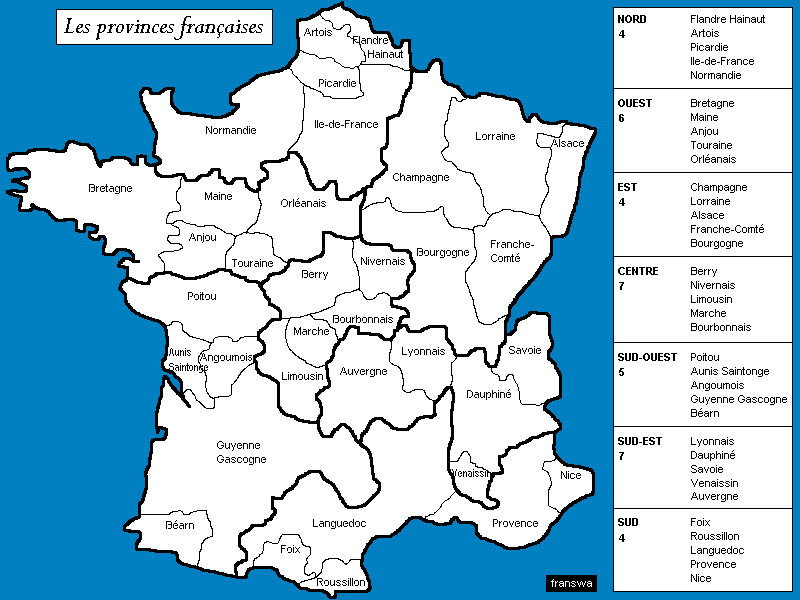 Les provinces françaises
Artois
Flandre
Hainaut
Picardie
Normandie
Ile-de-France
Lorraine
Alsace
Champagne
Bretagne
Maine
Orléanais
Anjou
Touraine
Bourgogne
Franche-
Comté
Berry
Nivernais
Poitou
Bourbonnais
Marche
Aunis
Saintonge
Angoumois
Limousin
Auvergne
Lyonnais
Savoie
Dauphiné
Guyenne
Gascogne
Venaissin
Nice
Béarn
Languedoc
Provence
Foix
Roussillon
franswa
NORD Flandre Hainaut
4 Artois
Picardie
Ile-de-France
Normandie
OUEST Bretagne
6 Maine
Anjou
Touraine
Orléanais
EST Champagne
4 Lorraine
Alsace
Franche-Comté
Bourgogne
CENTRE Berry
7 Nivernais
Limousin
Marche
Bourbonnais
SUD-OUEST Poitou
5 Aunis Saintonge
Angoumois
Guyenne Gascogne
Béarn
SUD-EST Lyonnais
7 Dauphiné
Savoie
Venaissin
Auvergne
SUD Foix
4 Roussillon
Languedoc
Provence
Nice